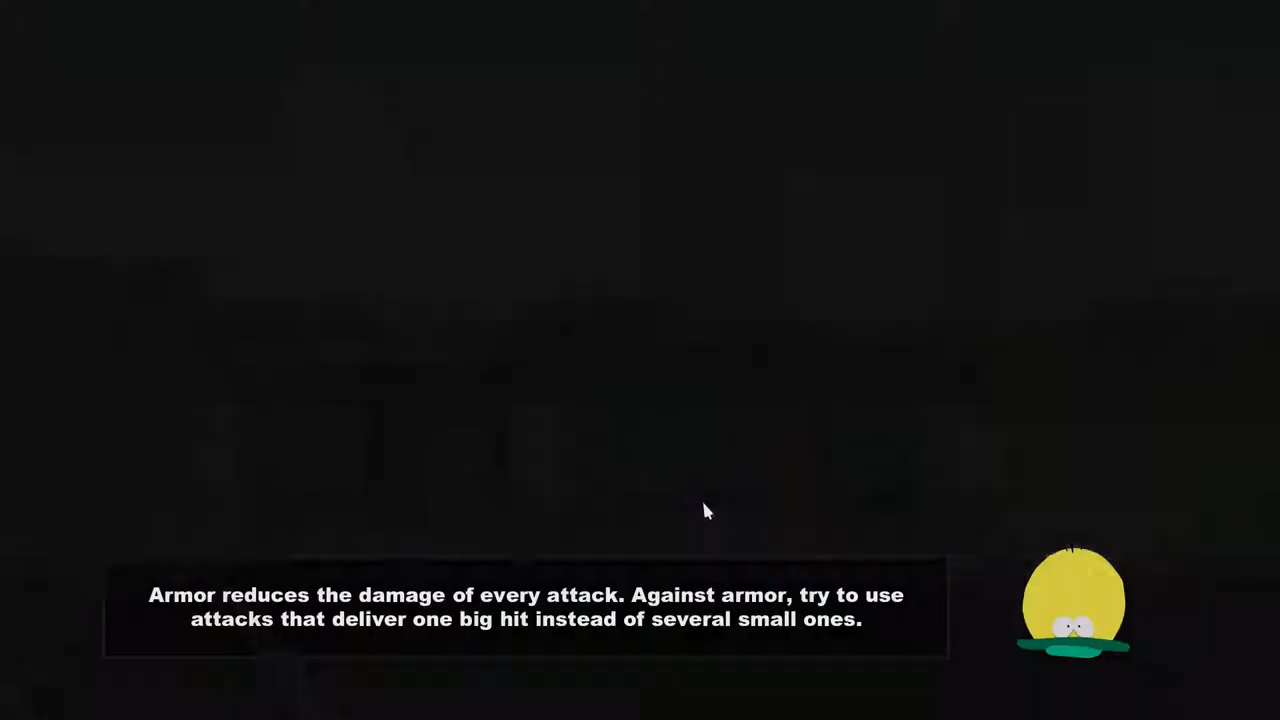 Armor reduces the damage of every attack. Against armor, try to use
attacks that deliver one big hit instead of several small ones.